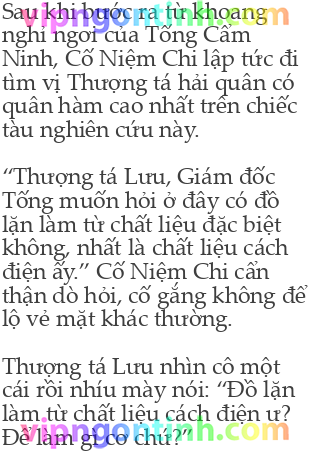 Sau khi bước ra từ khoang
nghỉ ngơi của Tống Cẩm
Ninh, Cố Niệm Chi lập tức đi
tìm vị Thượng tá hải quân có
quân hàm cao nhất trên chiếc
tàu nghiên cứu này.
“Thượng tá Lưu, Giám đốc
Tống muốn hỏi ở đây có đồ
lặn làm từ chất liệu đặc biệt
không, nhất là chất liệu cách
điện ấy.” Cố Niệm Chi cẩn
thận dò hỏi, cố gắng không để
lộ vẻ mặt khác thường.
Thượng tá Lưu nhìn cô một
cái rồi nhíu mày nói: “Đồ lặn
làm từ chất liệu cách điện ư?
Để làm gì cơ chứ?”
vipngontinh.com
vipngontinh.com